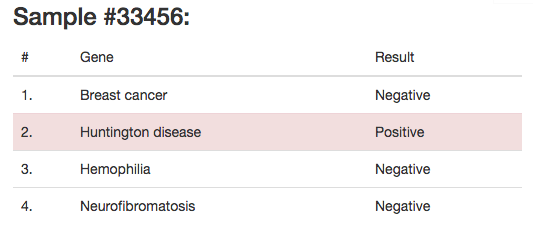 Sample #33456:
# Gene Result
1. Breast cancer Negative
2. Huntington disease Positive
3. Hemophilia Negative
4. Neurofibromatosis Negative